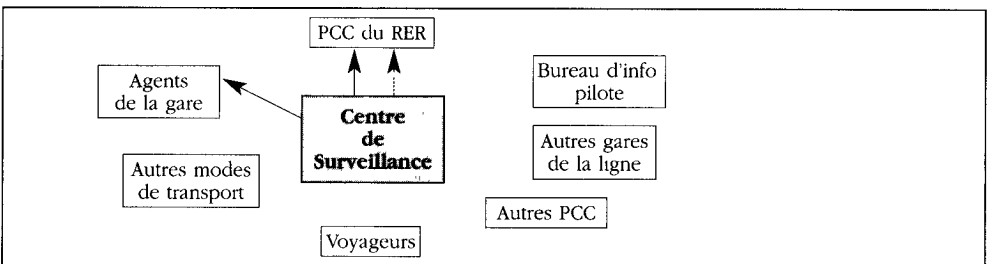 PCC du RER
Agents
de la gare
Bureau d'info
pilote
Centre
de
Surveillance
Autres gares
de la ligne
Autres modes
de transport
Autres PCC
Voyageurs